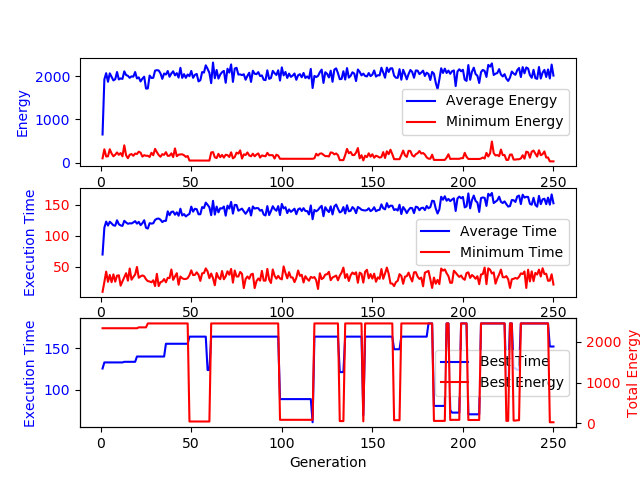 2000
1000
0
Energy
Average Energy
Minimum Energy
0 50 100 150 200 250
150
100
50
Execution Time
Average Time
Minimum Time
0 50 100 150 200 250
150
100
Execution Time
Best Time
Best Energy
2000
1000
0
Total Energy
0 50 100 150 200 250
Generation